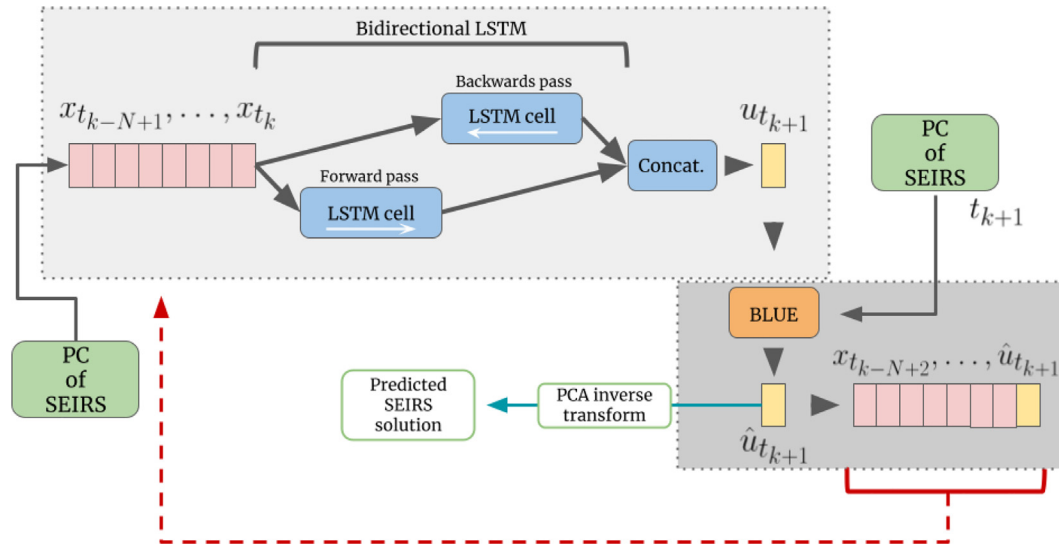 Bidirectional LSTM
Backwards pass
LSTM cell
Forward pass
LSTM cell
Concat.
x_{t_{k-N+1}}, . . . , x_{t_k}
u_{t_{k+1}}
PC
of
SEIRS
t_{k+1}
PC
of
SEIRS
BLUE
x_{t_{k-N+2}}, . . . , û_{t_{k+1}}
û_{t_{k+1}}
PCA inverse
transform
Predicted
SEIRS
solution